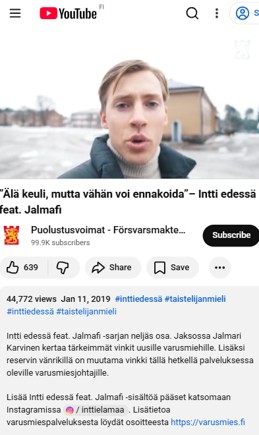 YouTube FI
S
"Älä keuli, mutta vähän voi ennakoida"– Intti edessä
feat. Jalmafi
Puolustusvoimat - Försvarsmakte...
99.9K subscribers
Subscribe
639
Share
Save
44,772 views Jan 11, 2019 #inttiedessä #taistelijanmieli
#inttiedessä #taistelijanmieli
Intti edessä feat. Jalmafi -sarjan neljäs osa. Jaksossa Jalmari
Karvinen kertaa tärkeimmät vinkit uusille varusmiehille. Lisäksi
reservin vänrikillä on muutama vinkki tällä hetkellä palveluksessa
oleville varusmiesjohtajille.
Lisää Intti edessä feat. Jalmafi -sisältöä pääset katsomaan
Instagramissa / inttielamaa . Lisätietoa
varusmiespalveluksesta löydät osoitteesta https://varusmies.fi